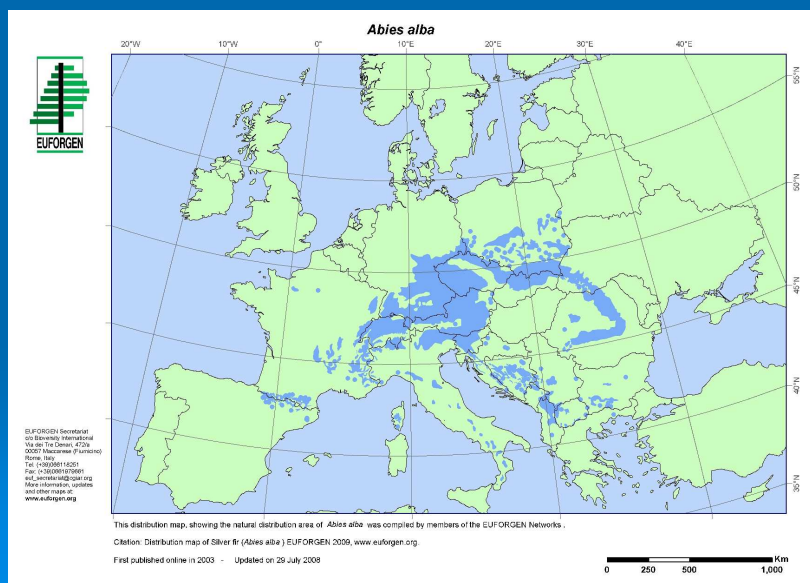 Abies alba
20°W 10°W 0° 10°E 20°E 30°E 40°E
55°N
50°N
45°N
40°N
35°N
EUFORGEN
EUFORGEN Secretariat
c/o Bioversity International
Via dei Tre Denari, 472/a
00057 Maccarese (Fiumicino)
Rome, Italy
Tel: (+39)066118251
Fax: (+39)0661979661
euf_secretariat@cgiar.org
More information, updates
and other maps at:
www.euforgen.org
This distribution map, showing the natural distribution area of Abies alba was compiled by members of the EUFORGEN Networks .
Citation: Distribution map of Silver fir (Abies alba ) EUFORGEN 2009, www.euforgen.org.
First published online in 2003 - Updated on 29 July 2008
Km
0 250 500 1,000